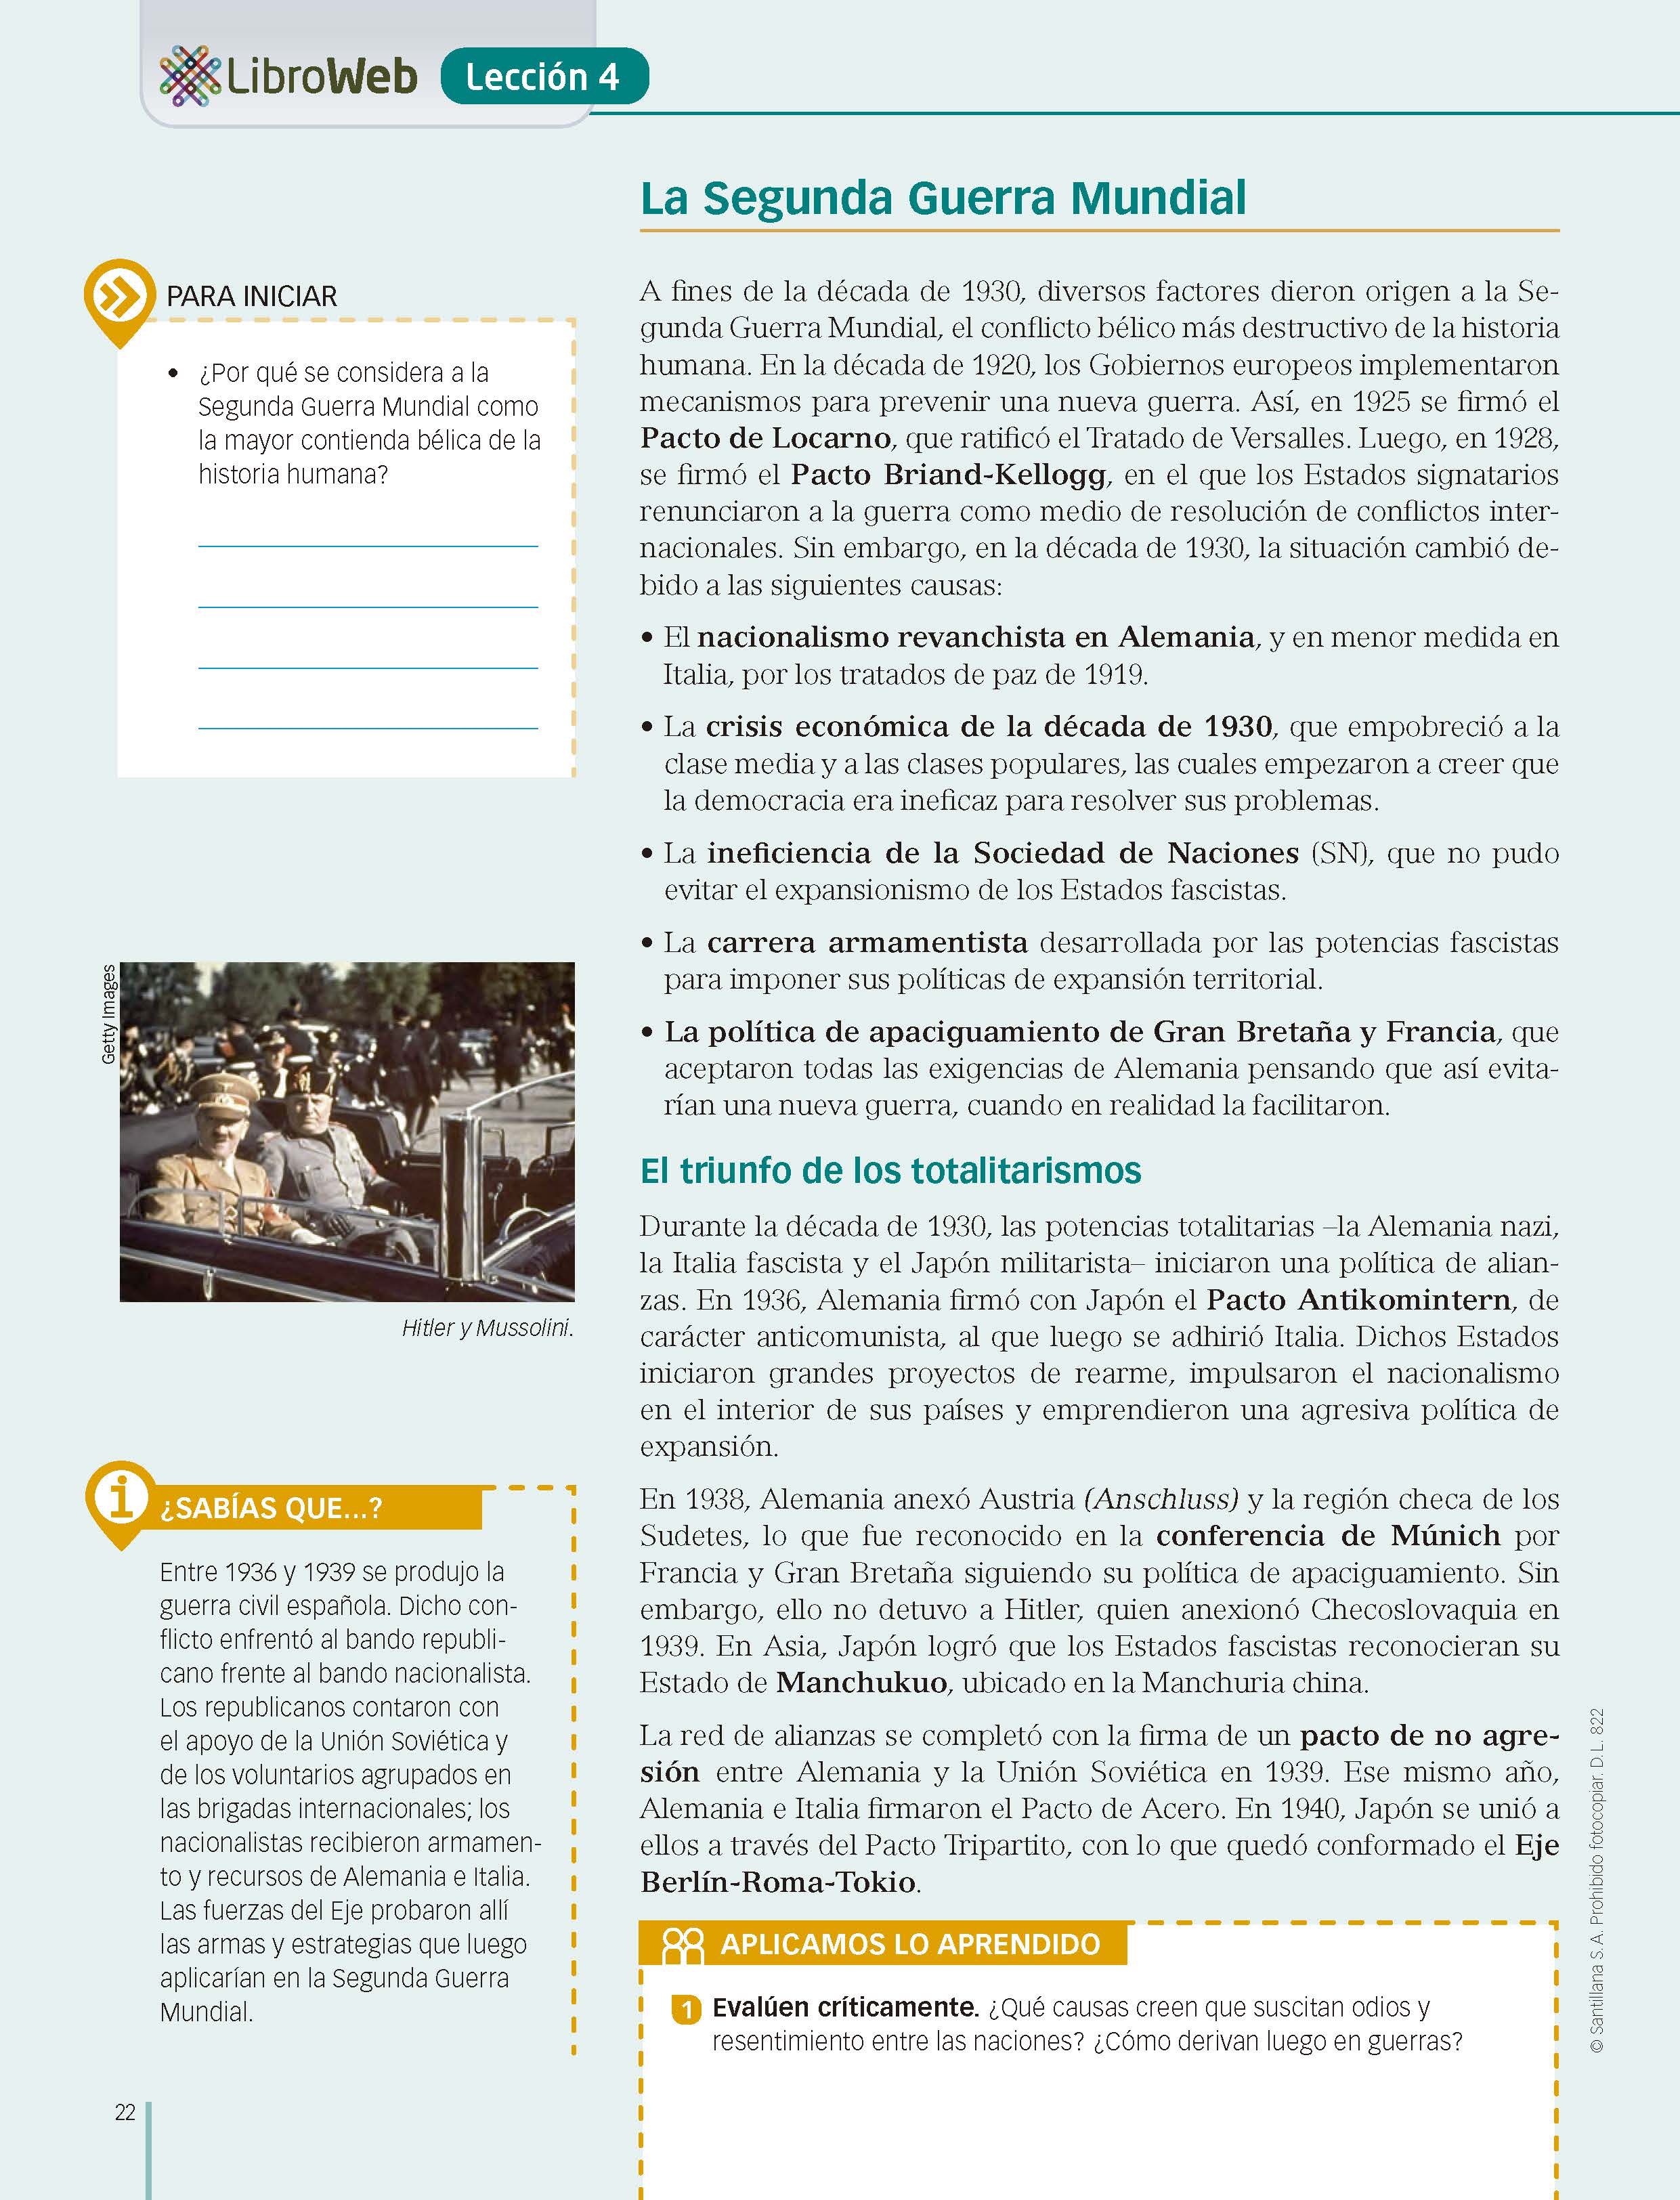 LibroWeb Lección 4
La Segunda Guerra Mundial
PARA INICIAR
• ¿Por qué se considera a la
Segunda Guerra Mundial como
la mayor contienda bélica de la
historia humana?
Getty Images
Hitler y Mussolini.
¿SABÍAS QUE...?
Entre 1936 y 1939 se produjo la
guerra civil española. Dicho con-
flicto enfrentó al bando republi-
cano frente al bando nacionalista.
Los republicanos contaron con
el apoyo de la Unión Soviética y
de los voluntarios agrupados en
las brigadas internacionales; los
nacionalistas recibieron armamen-
to y recursos de Alemania e Italia.
Las fuerzas del Eje probaron allí
las armas y estrategias que luego
aplicarían en la Segunda Guerra
Mundial.
A fines de la década de 1930, diversos factores dieron origen a la Se-
gunda Guerra Mundial, el conflicto bélico más destructivo de la historia
humana. En la década de 1920, los Gobiernos europeos implementaron
mecanismos para prevenir una nueva guerra. Así, en 1925 se firmó el
Pacto de Locarno, que ratificó el Tratado de Versalles. Luego, en 1928,
se firmó el Pacto Briand-Kellogg, en el que los Estados signatarios
renunciaron a la guerra como medio de resolución de conflictos inter-
nacionales. Sin embargo, en la década de 1930, la situación cambió de-
bido a las siguientes causas:
• El nacionalismo revanchista en Alemania, y en menor medida en
Italia, por los tratados de paz de 1919.
• La crisis económica de la década de 1930, que empobreció a la
clase media y a las clases populares, las cuales empezaron a creer que
la democracia era ineficaz para resolver sus problemas.
• La ineficiencia de la Sociedad de Naciones (SN), que no pudo
evitar el expansionismo de los Estados fascistas.
• La carrera armamentista desarrollada por las potencias fascistas
para imponer sus políticas de expansión territorial.
• La política de apaciguamiento de Gran Bretaña y Francia, que
aceptaron todas las exigencias de Alemania pensando que así evita-
rían una nueva guerra, cuando en realidad la facilitaron.
El triunfo de los totalitarismos
Durante la década de 1930, las potencias totalitarias –la Alemania nazi,
la Italia fascista y el Japón militarista– iniciaron una política de alian-
zas. En 1936, Alemania firmó con Japón el Pacto Antikomintern, de
carácter anticomunista, al que luego se adhirió Italia. Dichos Estados
iniciaron grandes proyectos de rearme, impulsaron el nacionalismo
en el interior de sus países y emprendieron una agresiva política de
expansión.
En 1938, Alemania anexó Austria (Anschluss) y la región checa de los
Sudetes, lo que fue reconocido en la conferencia de Múnich por
Francia y Gran Bretaña siguiendo su política de apaciguamiento. Sin
embargo, ello no detuvo a Hitler, quien anexionó Checoslovaquia en
1939. En Asia, Japón logró que los Estados fascistas reconocieran su
Estado de Manchukuo, ubicado en la Manchuria china.
La red de alianzas se completó con la firma de un pacto de no agre-
sión entre Alemania y la Unión Soviética en 1939. Ese mismo año,
Alemania e Italia firmaron el Pacto de Acero. En 1940, Japón se unió a
ellos a través del Pacto Tripartito, con lo que quedó conformado el Eje
Berlín-Roma-Tokio.
APLICAMOS LO APRENDIDO
1 Evalúen críticamente. ¿Qué causas creen que suscitan odios y
resentimiento entre las naciones? ¿Cómo derivan luego en guerras?
© Santillana S.A. Prohibido fotocopiar. D.L. 822
22